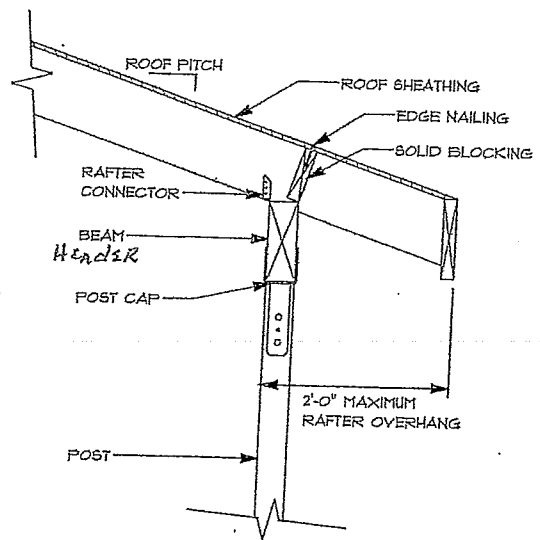 ROOF PITCH
ROOF SHEATHING
EDGE NAILING
SOLID BLOCKING
RAFTER
CONNECTOR
BEAM
HEADER
POST CAP
2'-0" MAXIMUM
RAFTER OVERHANG
POST